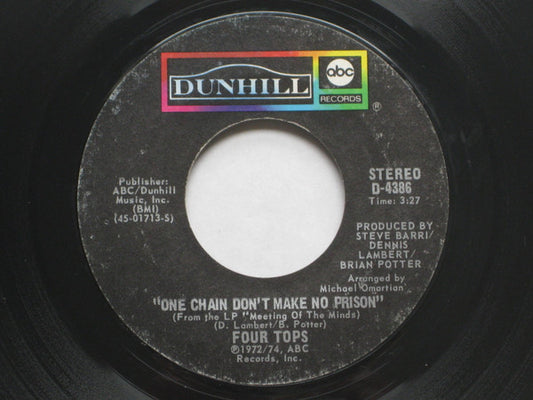 DUNHILL
abc
RECORDS
®
Publisher:
ABC/Dunhill
Music, Inc.
(BMI)
(45-01713-S)
STEREO
D-4386
Time: 3:27
PRODUCED BY
STEVE BARRI/
DENNIS
LAMBERT/
BRIAN POTTER
Arranged by
Michael Omartian
"ONE CHAIN DON'T MAKE NO PRISON"
(From the LP "Meeting Of The Minds)
(D. Lambert/B. Potter)
FOUR TOPS
℗1972/74, ABC
Records, Inc.